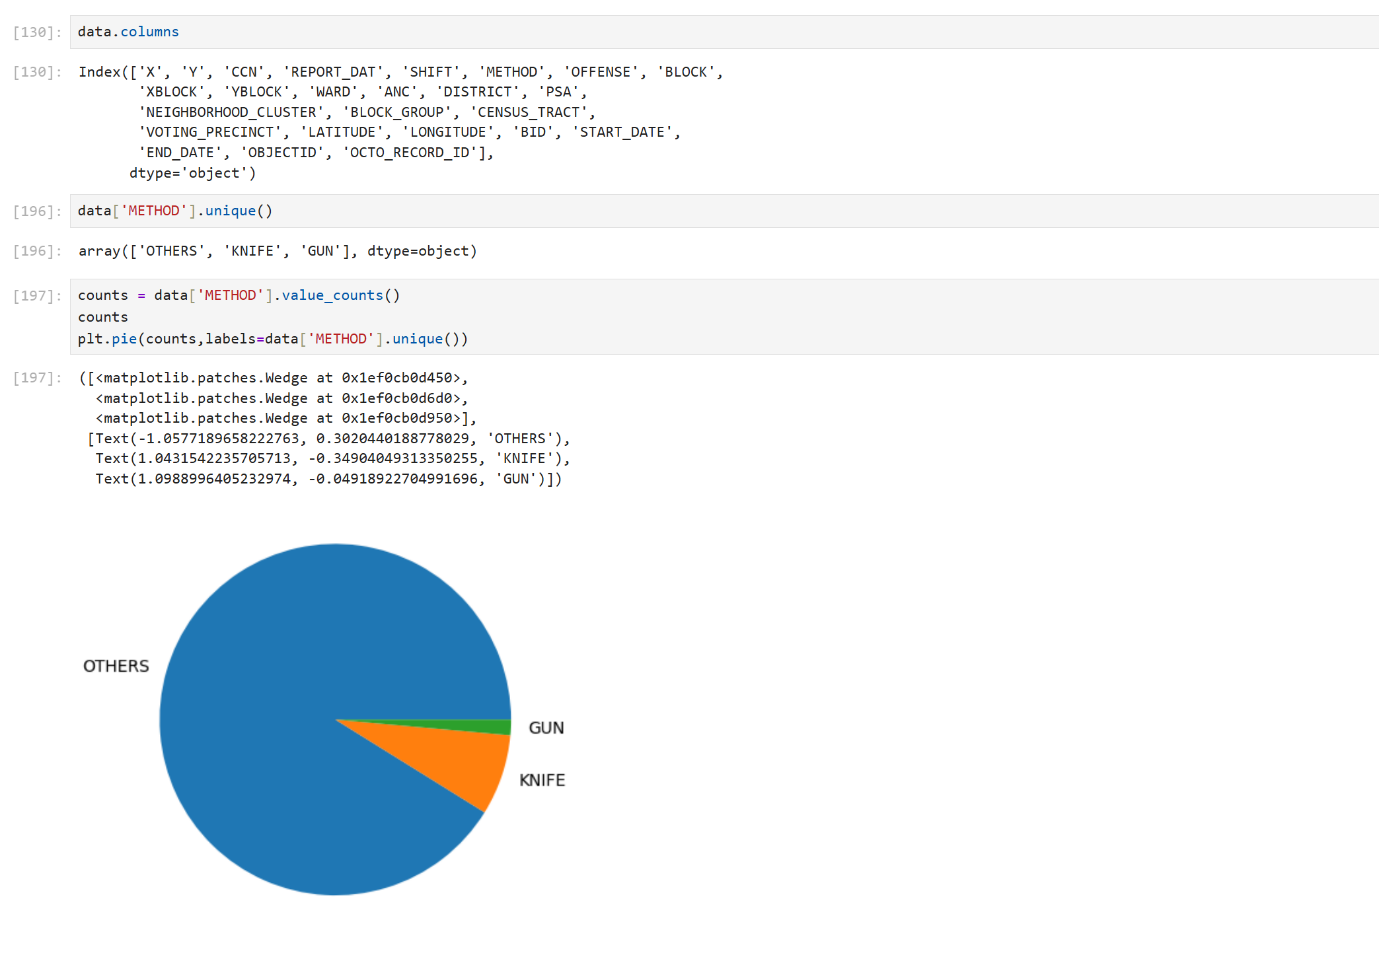 [130]: data.columns
[130]: Index(['X', 'Y', 'CCN', 'REPORT_DAT', 'SHIFT', 'METHOD', 'OFFENSE', 'BLOCK',
'XBLOCK', 'YBLOCK', 'WARD', 'ANC', 'DISTRICT', 'PSA',
'NEIGHBORHOOD_CLUSTER', 'BLOCK_GROUP', 'CENSUS_TRACT',
'VOTING_PRECINCT', 'LATITUDE', 'LONGITUDE', 'BID', 'START_DATE',
'END_DATE', 'OBJECTID', 'OCTO_RECORD_ID'],
dtype='object')
[196]: data['METHOD'].unique()
[196]: array(['OTHERS', 'KNIFE', 'GUN'], dtype=object)
[197]: counts = data['METHOD'].value_counts()
counts
plt.pie(counts,labels=data['METHOD'].unique())
[197]: ([<matplotlib.patches.Wedge at 0x1ef0cb0d450>,
<matplotlib.patches.Wedge at 0x1ef0cb0d6d0>,
<matplotlib.patches.Wedge at 0x1ef0cb0d950>],
[Text(-1.0577189658222763, 0.3020440188778029, 'OTHERS'),
Text(1.0431542235705713, -0.34904049313350255, 'KNIFE'),
Text(1.0988996405232974, -0.04918922704991696, 'GUN')])
OTHERS
GUN
KNIFE